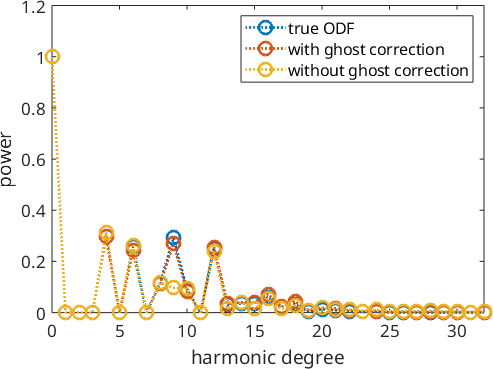 1.2
1
0.8
0.6
0.4
0.2
0
power
true ODF
with ghost correction
without ghost correction
0 5 10 15 20 25 30
harmonic degree